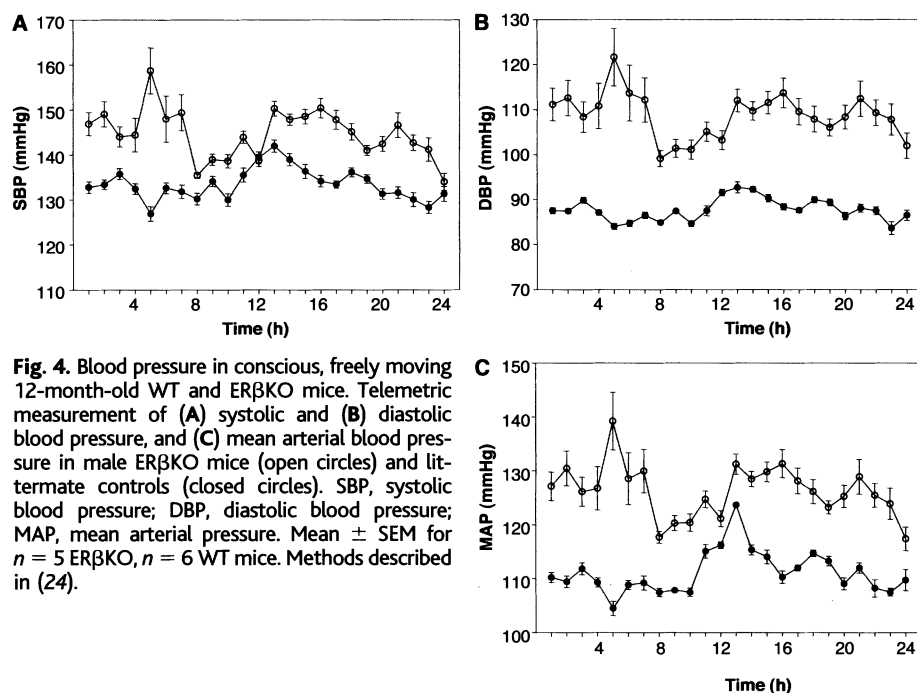 A
170
160
150
140
130
120
110
SBP (mmHg)
4 8 12 16 20 24
Time (h)
B
130
120
110
100
90
80
70
DBP (mmHg)
4 8 12 16 20 24
Time (h)
Fig. 4. Blood pressure in conscious, freely moving
12-month-old WT and ERβKO mice. Telemetric
measurement of (A) systolic and (B) diastolic
blood pressure, and (C) mean arterial blood pres-
sure in male ERβKO mice (open circles) and lit-
termate controls (closed circles). SBP, systolic
blood pressure; DBP, diastolic blood pressure;
MAP, mean arterial pressure. Mean ± SEM for
n = 5 ERβKO, n = 6 WT mice. Methods described
in (24).
C
150
140
130
120
110
100
MAP (mmHg)
4 8 12 16 20 24
Time (h)